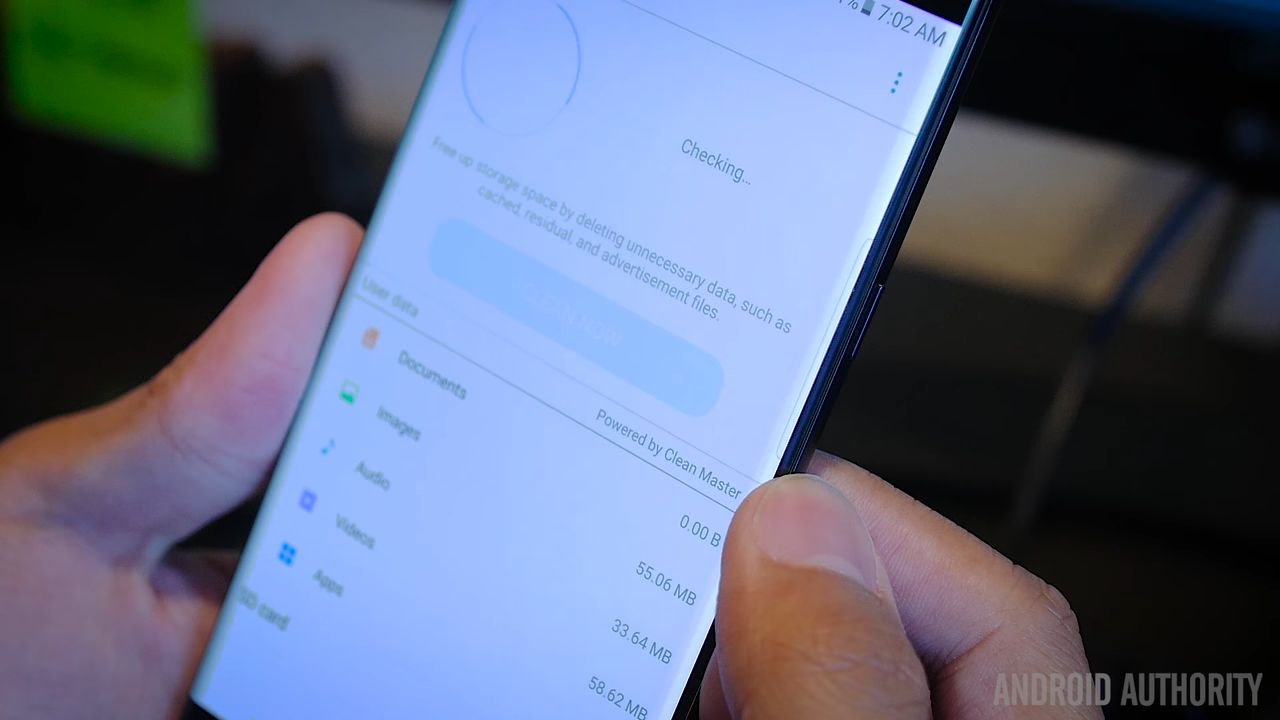 7:02 AM
Checking...
Free up storage space by deleting unnecessary data, such as
cached, residual, and advertisement files.
CLEAN NOW
Powered by Clean Master
User data
Documents 0.00 B
Images 55.06 MB
Audio 33.64 MB
Videos 58.62 MB
Apps
SD card
ANDROID AUTHORITY